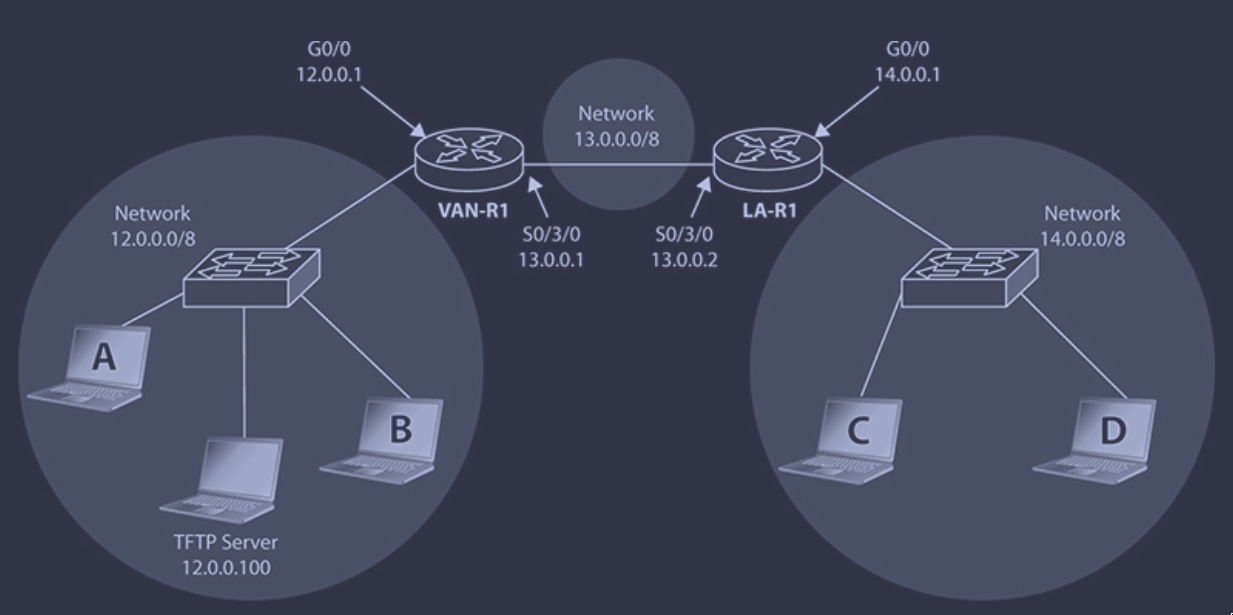 G0/0
12.0.0.1
G0/0
14.0.0.1
Network
13.0.0.0/8
VAN-R1
LA-R1
Network
12.0.0.0/8
S0/3/0
13.0.0.1
S0/3/0
13.0.0.2
Network
14.0.0.0/8
A
B
C
D
TFTP Server
12.0.0.100